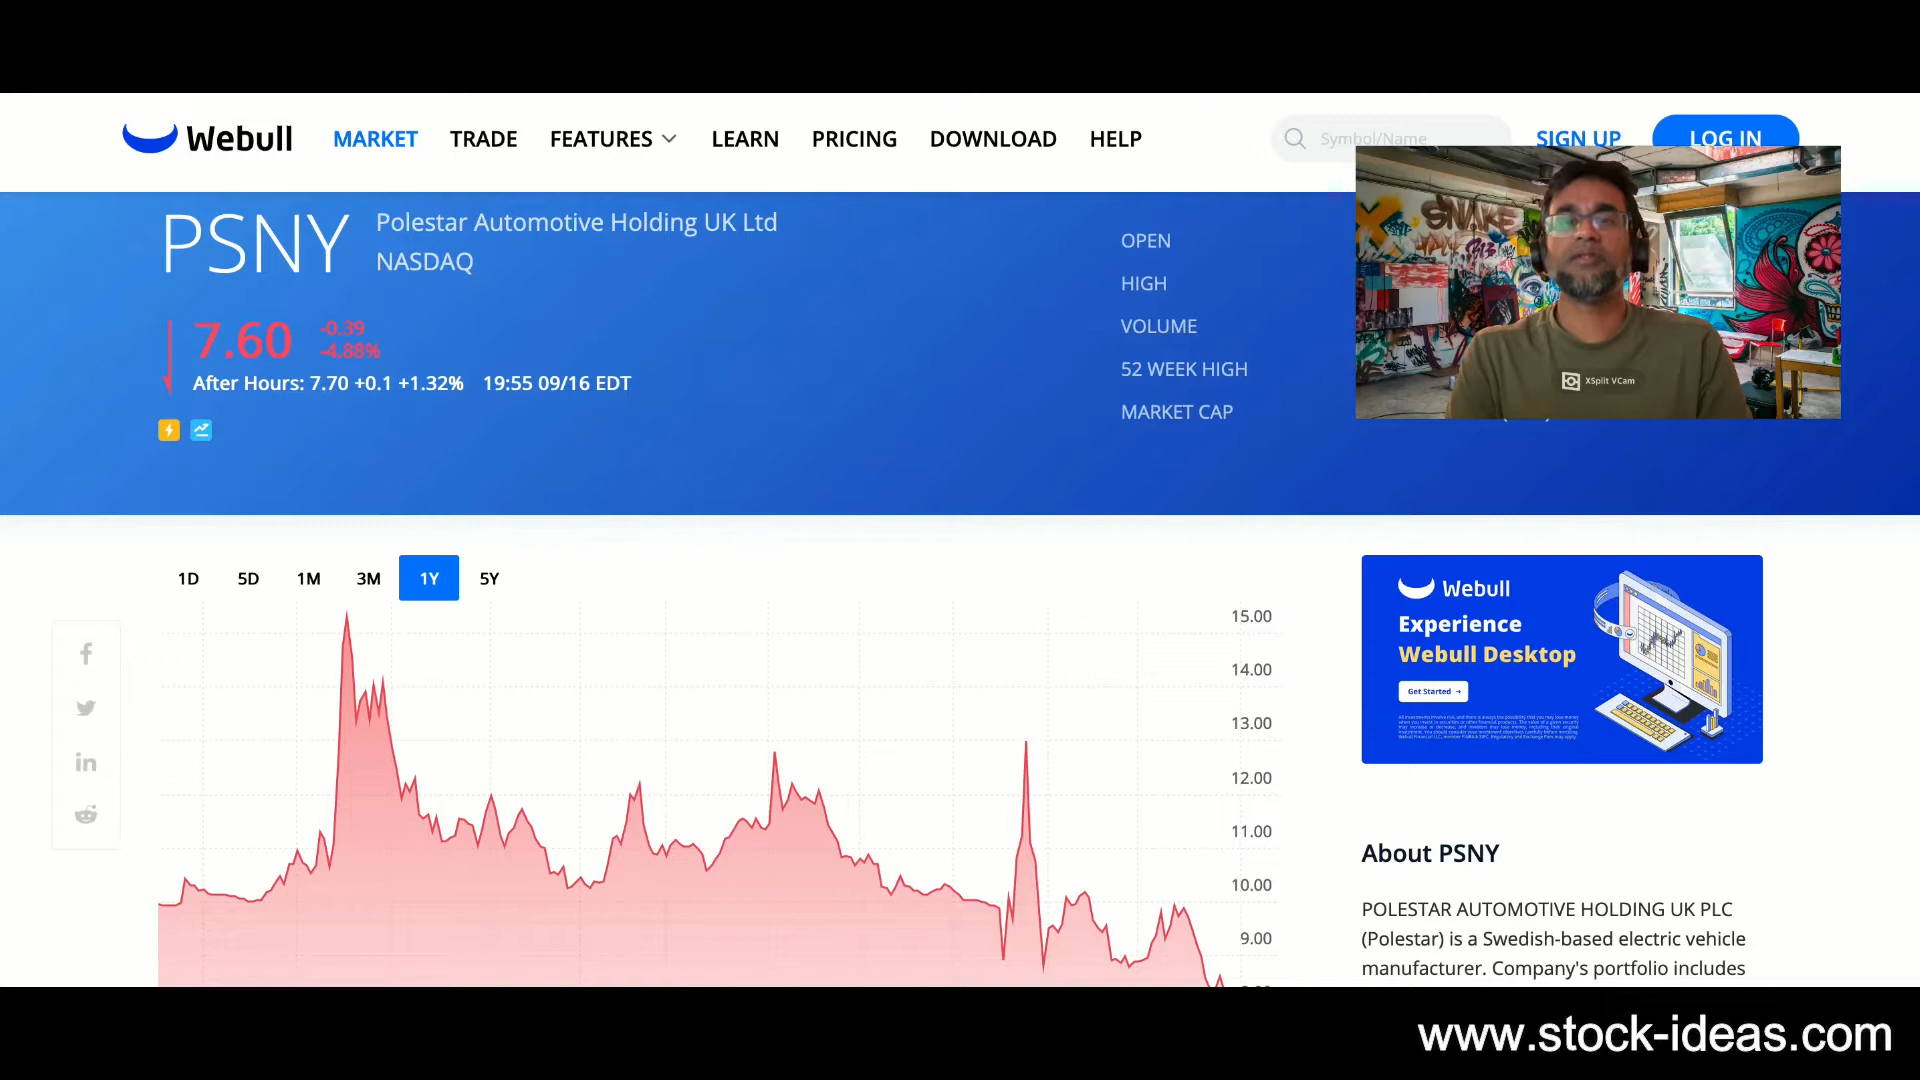 Webull
MARKET
TRADE
FEATURES
LEARN
PRICING
DOWNLOAD
HELP
Symbol/Name
SIGN UP
LOG IN
PSNY
Polestar Automotive Holding UK Ltd
NASDAQ
7.60
-0.39
-4.88%
After Hours: 7.70 +0.1 +1.32% 19:55 09/16 EDT
OPEN
HIGH
VOLUME
52 WEEK HIGH
MARKET CAP
SNAKE
XSplit VCam
1D
5D
1M
3M
1Y
5Y
15.00
14.00
13.00
12.00
11.00
10.00
9.00
Webull
Experience
Webull Desktop
Get Started →
About PSNY
POLESTAR AUTOMOTIVE HOLDING UK PLC
(Polestar) is a Swedish-based electric vehicle
manufacturer. Company's portfolio includes
www.stock-ideas.com